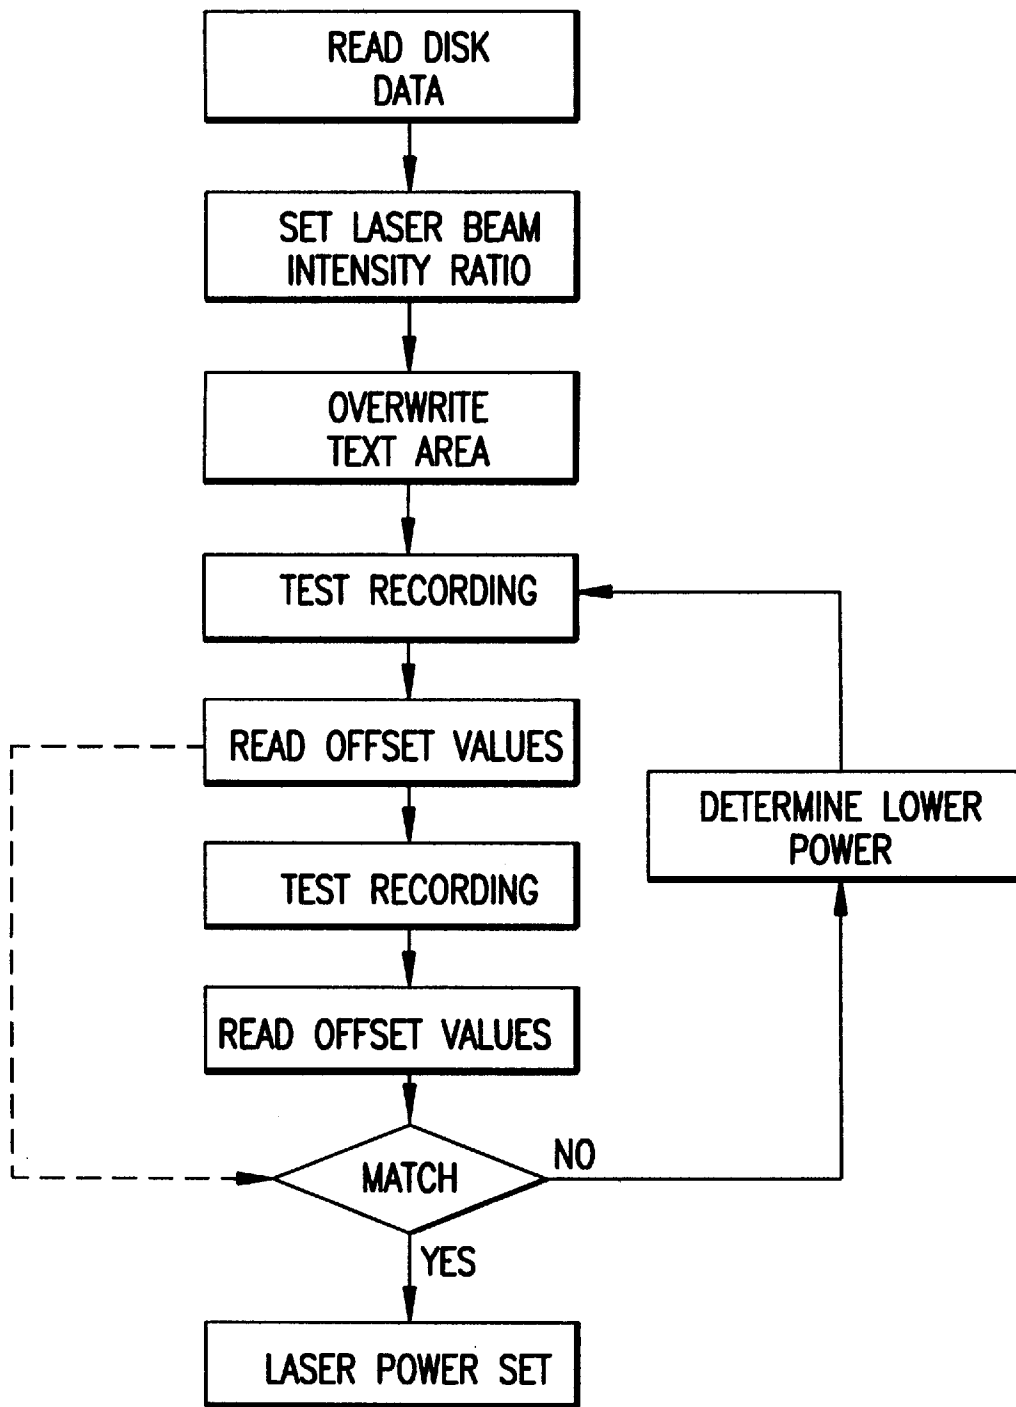 READ DISK
DATA
SET LASER BEAM
INTENSITY RATIO
OVERWRITE
TEXT AREA
TEST RECORDING
READ OFFSET VALUES
DETERMINE LOWER
POWER
TEST RECORDING
READ OFFSET VALUES
MATCH
NO
YES
LASER POWER SET